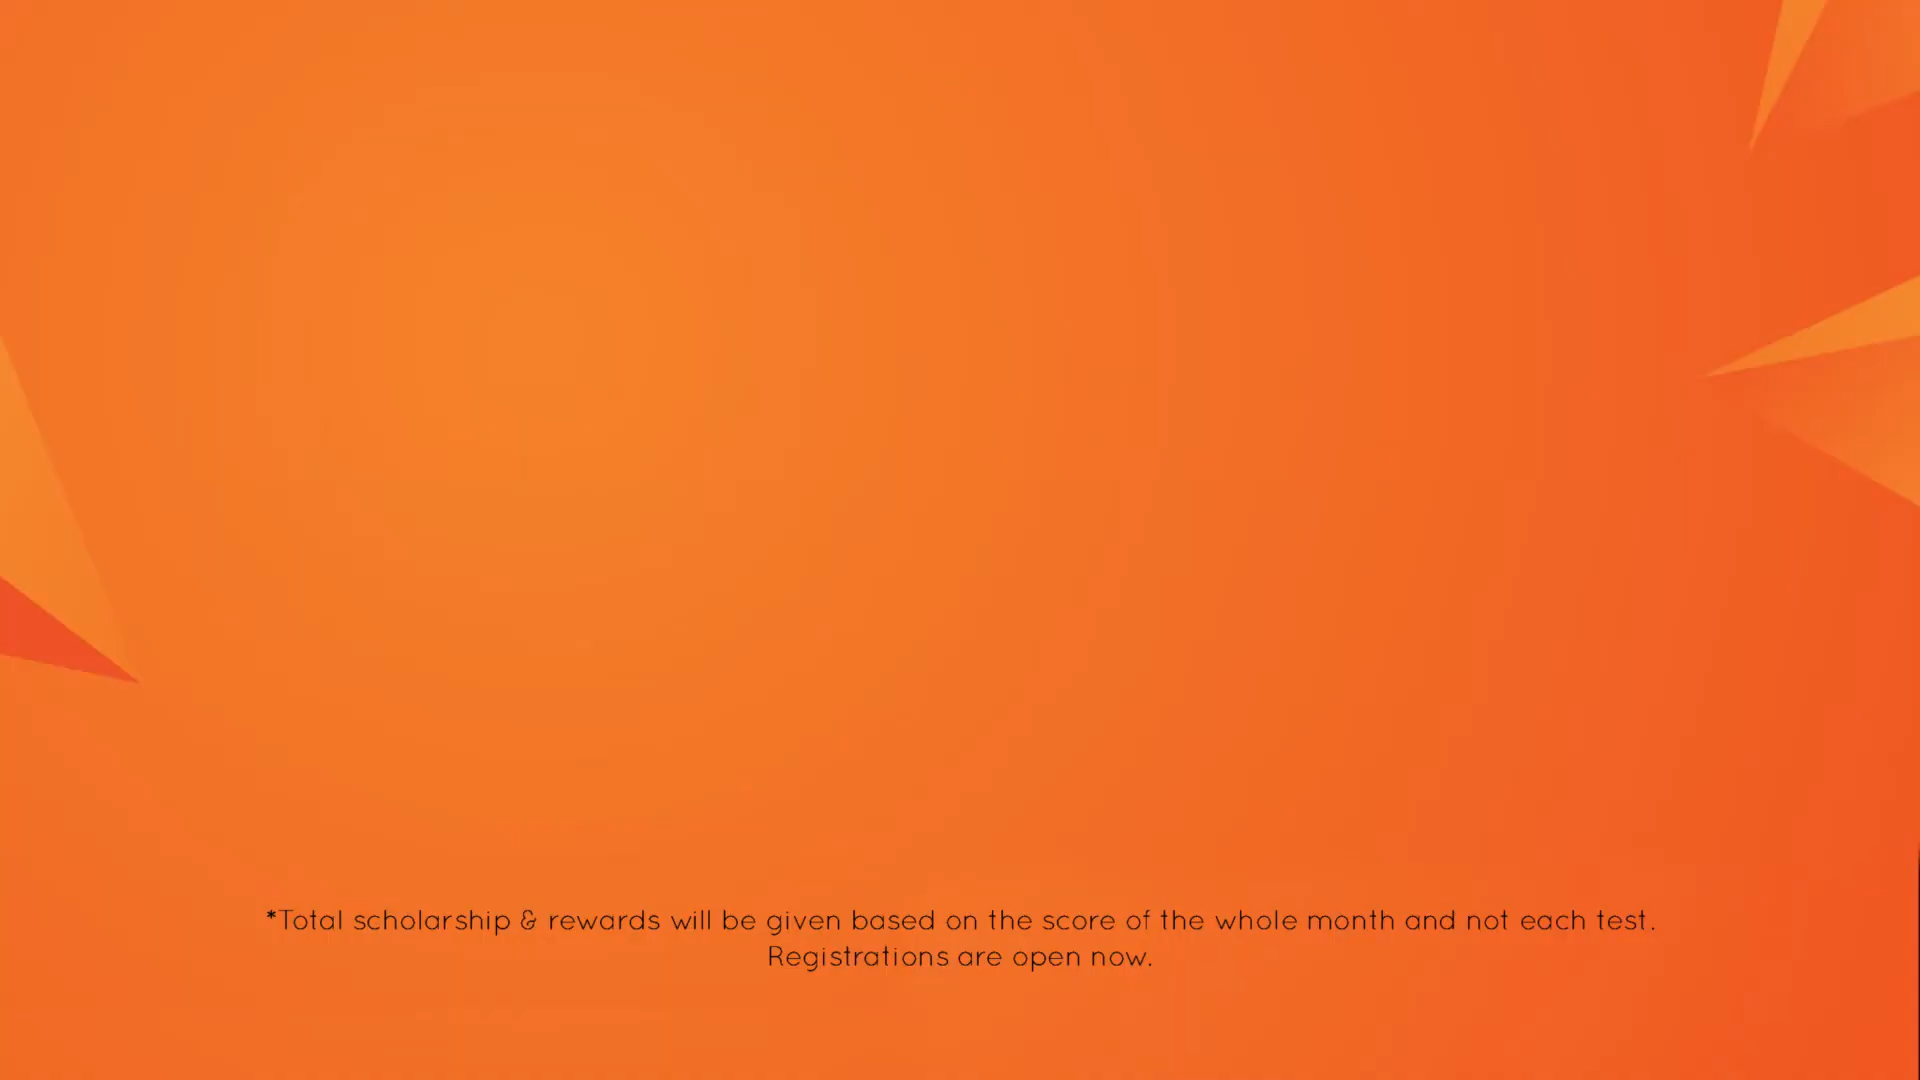 *Total scholarship & rewards will be given based on the score of the whole month and not each test.
Registrations are open now.